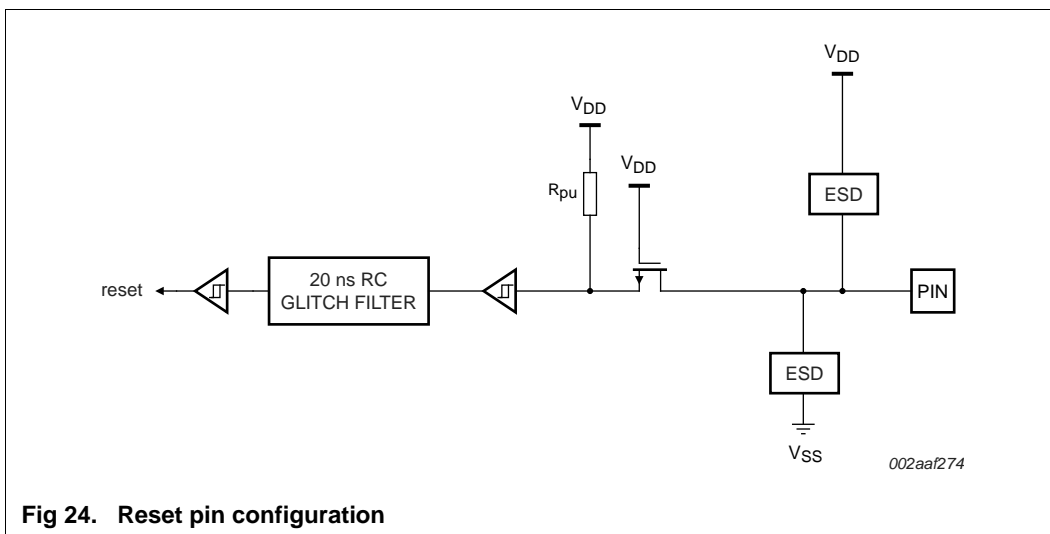 VDD
VDD
VDD
Rpu
ESD
reset
20 ns RC
GLITCH FILTER
PIN
ESD
VSS
002aaf274
Fig 24. Reset pin configuration